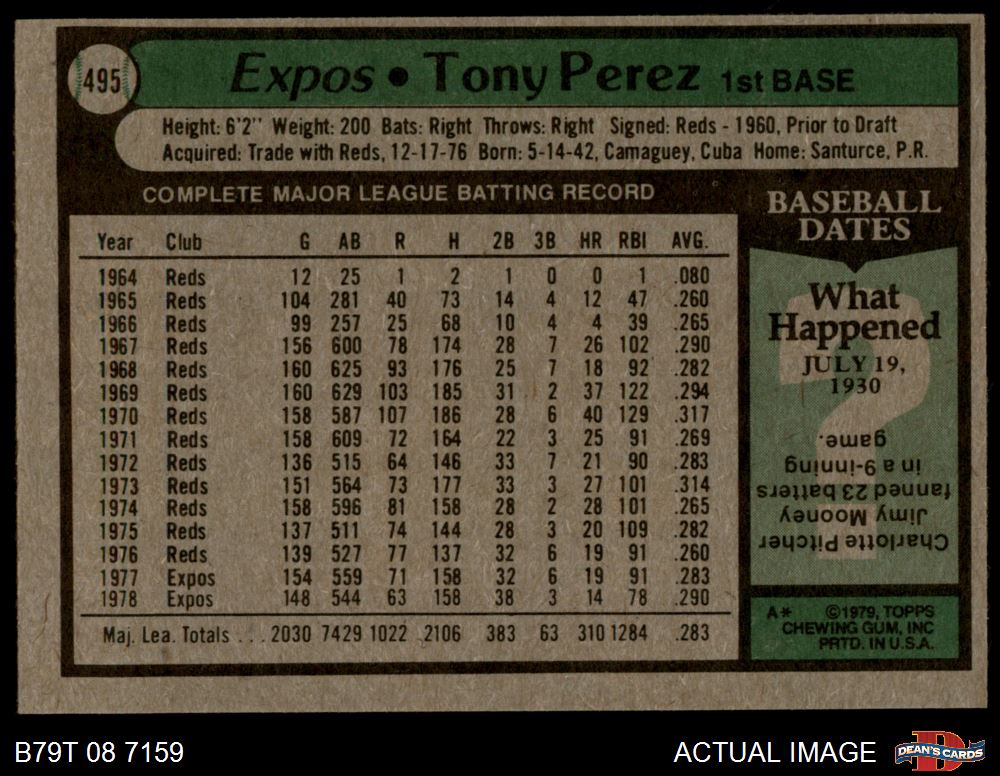 495
Expos • Tony Perez 1st BASE
Height: 6'2" Weight: 200 Bats: Right Throws: Right Signed: Reds - 1960, Prior to Draft
Acquired: Trade with Reds, 12-17-76 Born: 5-14-42, Camaguey, Cuba Home: Santurce, P.R.
COMPLETE MAJOR LEAGUE BATTING RECORD
Year Club G AB R H 2B 3B HR RBI AVG.
1964 Reds 12 25 1 2 1 0 0 1 .080
1965 Reds 104 281 40 73 14 4 12 47 .260
1966 Reds 99 257 25 68 10 4 4 39 .265
1967 Reds 156 600 78 174 28 7 26 102 .290
1968 Reds 160 625 93 176 25 7 18 92 .282
1969 Reds 160 629 103 185 31 2 37 122 .294
1970 Reds 158 587 107 186 28 6 40 129 .317
1971 Reds 158 609 72 164 22 3 25 91 .269
1972 Reds 136 515 64 146 33 7 21 90 .283
1973 Reds 151 564 73 177 33 3 27 101 .314
1974 Reds 158 596 81 158 28 2 28 101 .265
1975 Reds 137 511 74 144 28 3 20 109 .282
1976 Reds 139 527 77 137 32 6 19 91 .260
1977 Expos 154 559 71 158 32 6 19 91 .283
1978 Expos 148 544 63 158 38 3 14 78 .290
Maj. Lea. Totals ... 2030 7429 1022 2106 383 63 310 1284 .283
BASEBALL
DATES
What
Happened
JULY 19,
1930
?
Charlotte Pitcher
Jimy Mooney
fanned 23 batters
in a 9-inning
game.
A* ©1979, TOPPS
CHEWING GUM, INC
PRTD. IN U.S.A.
B79T 08 7159
ACTUAL IMAGE
DEAN'S CARDS